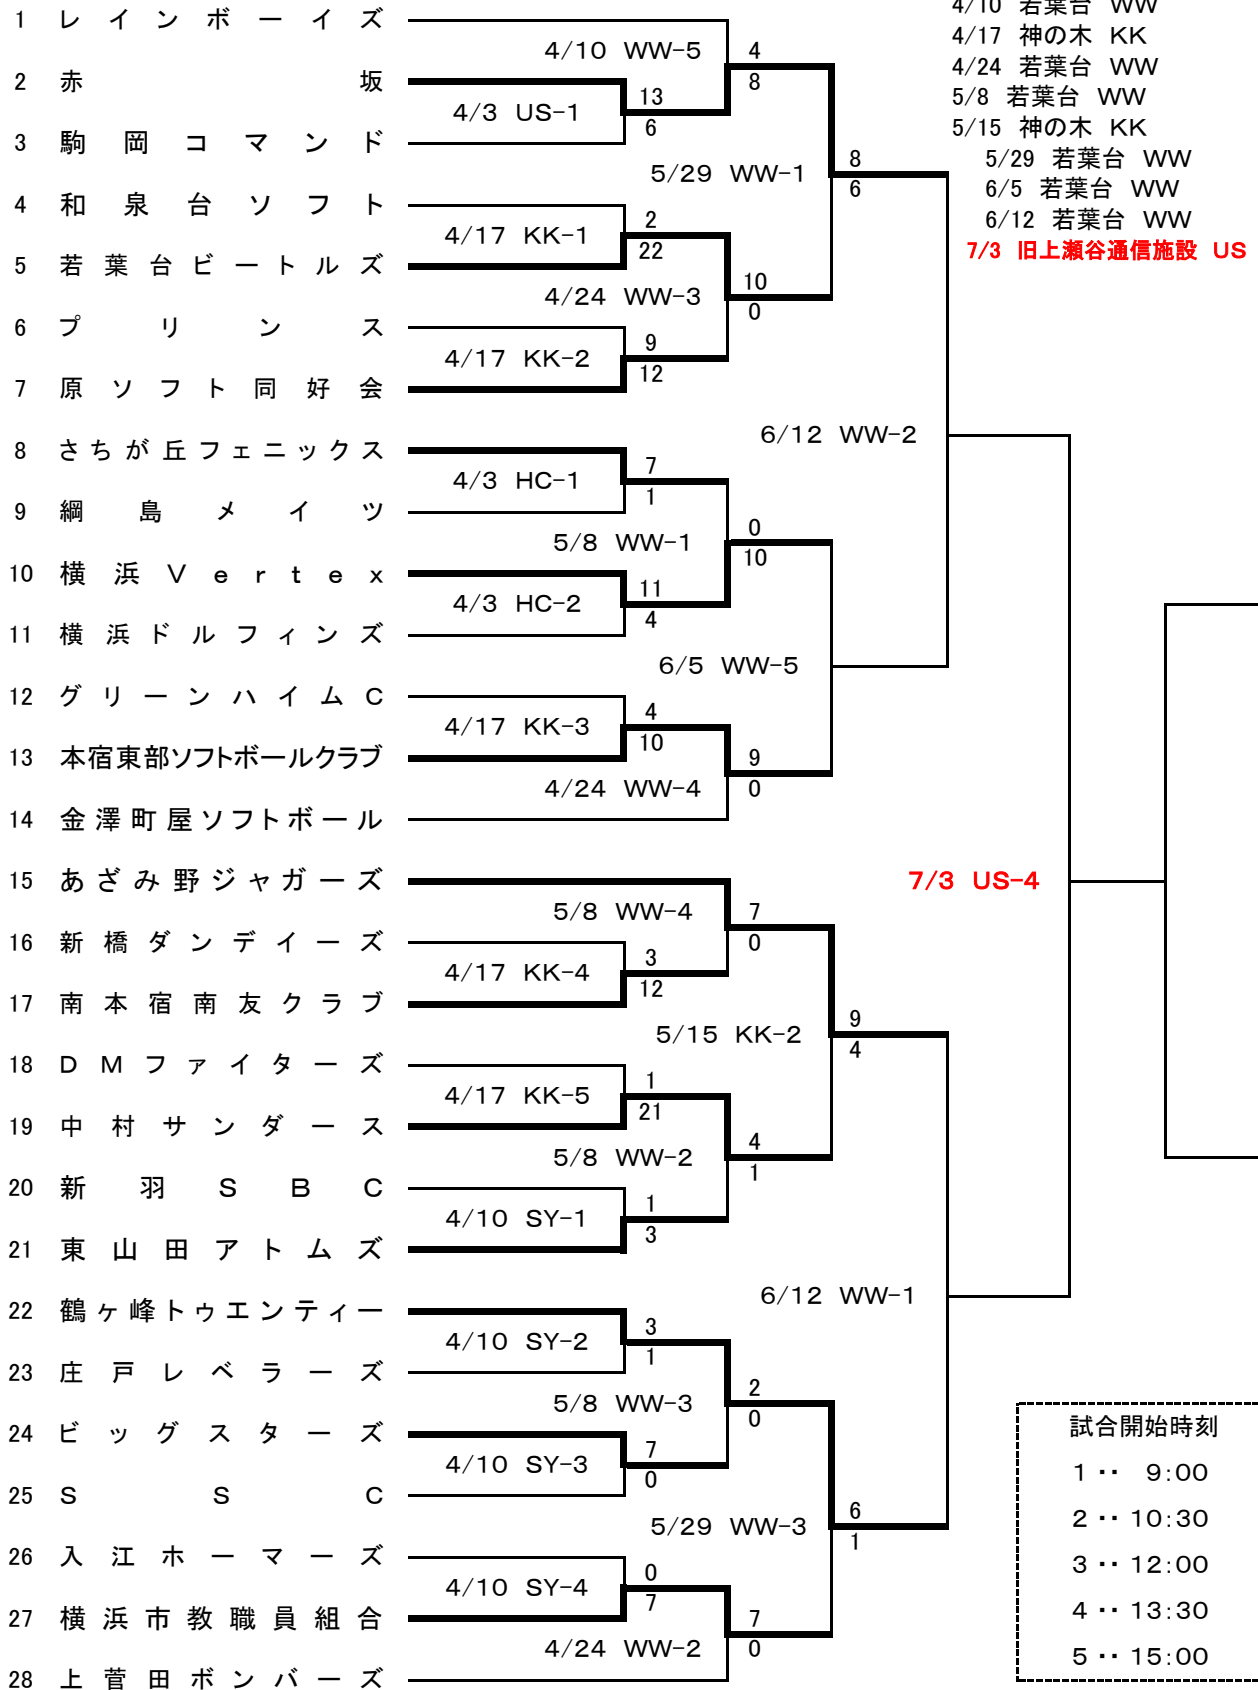 4/10 若葉台 WW
1 レインボーイズ
4/17 神の木 KK
4/10 WW-5 4
4/24 若葉台 WW
2 赤坂
8
5/8 若葉台 WW
13
4/3 US-1
6
5/15 神の木 KK
3 駒岡コマンド
5/29 若葉台 WW
5/29 WW-1 8
6
6/5 若葉台 WW
4 和泉台ソフト
2
6/12 若葉台 WW
4/17 KK-1
22
7/3 旧上瀬谷通信施設 US
5 若葉台ビートルズ
10
4/24 WW-3
0
6 プリンス
9
4/17 KK-2
12
7 原ソフト同好会
6/12 WW-2
8 さちが丘フェニックス
7
4/3 HC-1
1
9 綱島メイツ
0
5/8 WW-1
10
10 横浜Vertex
11
4/3 HC-2
4
11 横浜ドルフィンズ
6/5 WW-5
12 グリーンハイムC
4
4/17 KK-3
10
13 本宿東部ソフトボールクラブ
9
4/24 WW-4
0
14 金澤町屋ソフトボール
15 あざみ野ジャガーズ
7/3 US-4
5/8 WW-4 7
0
16 新橋ダンデイーズ
3
4/17 KK-4
12
17 南本宿南友クラブ
9
5/15 KK-2
4
18 DMファイターズ
1
4/17 KK-5
21
19 中村サンダース
4
5/8 WW-2
1
20 新羽SBC
1
4/10 SY-1
3
21 東山田アトムズ
6/12 WW-1
22 鶴ヶ峰トゥエンティー
3
4/10 SY-2
1
23 庄戸レベラーズ
2
5/8 WW-3
0
試合開始時刻
24 ビッグスターズ
7
4/10 SY-3
0
1 ・・ 9:00
25 SSC
6
2 ・・ 10:30
5/29 WW-3
1
26 入江ホーマーズ
3 ・・ 12:00
0
4/10 SY-4
7
4 ・・ 13:30
27 横浜市教職員組合
7
4/24 WW-2
0
5 ・・ 15:00
28 上菅田ボンバーズ